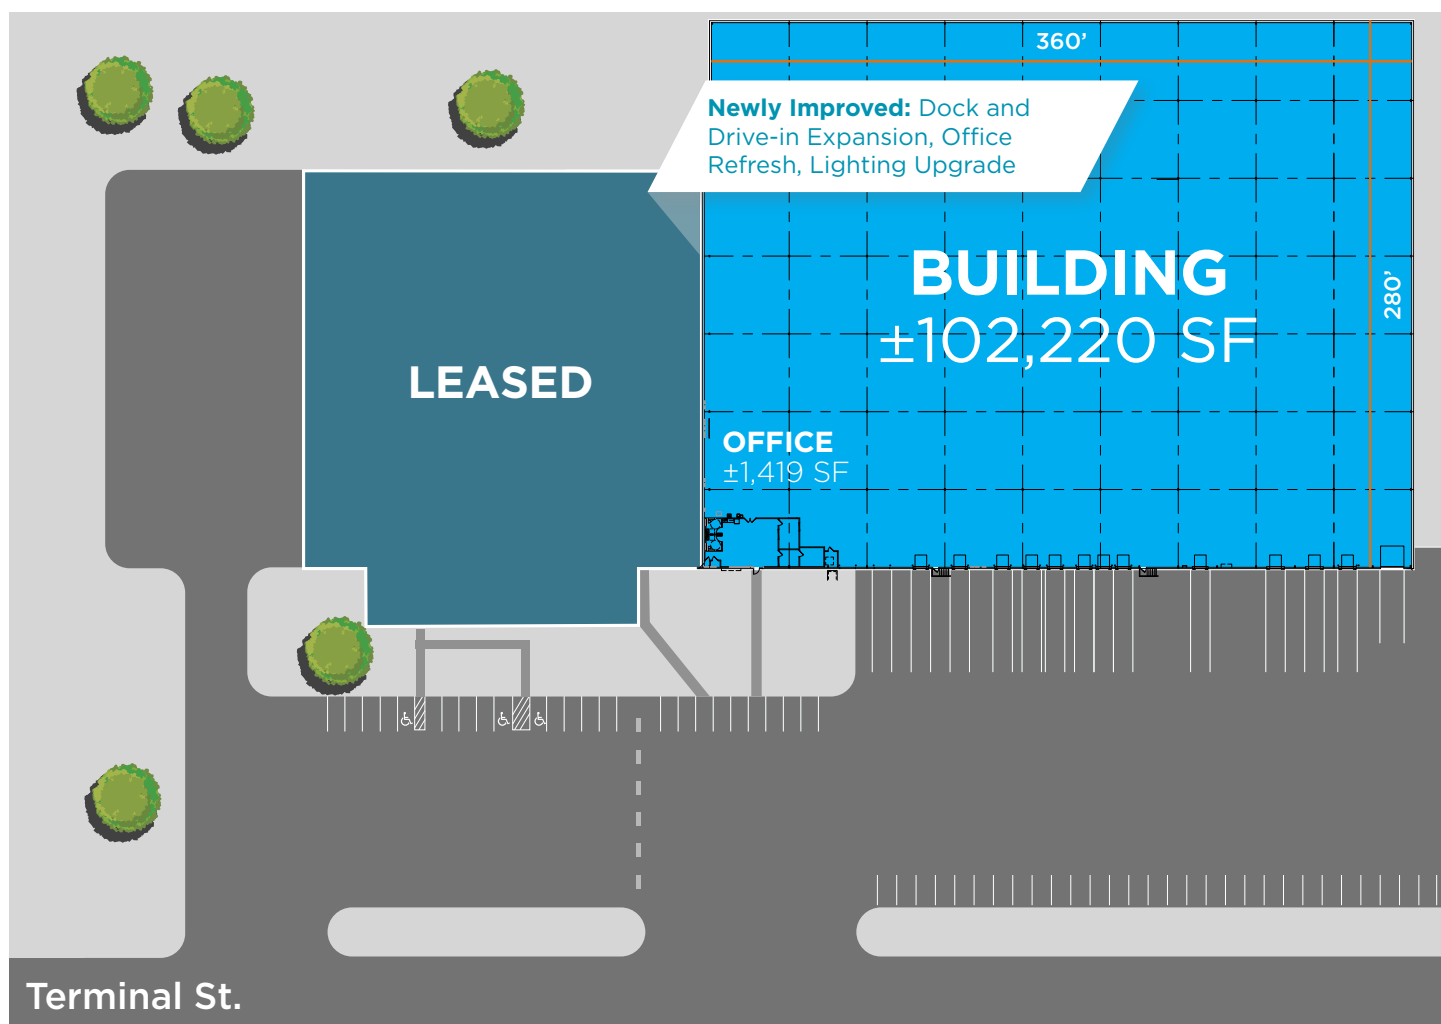 360’
Newly Improved: Dock and
Drive-in Expansion, Office
Refresh, Lighting Upgrade
BUILDING
±102,220 SF
280’
LEASED
OFFICE
±1,419 SF
Terminal St.